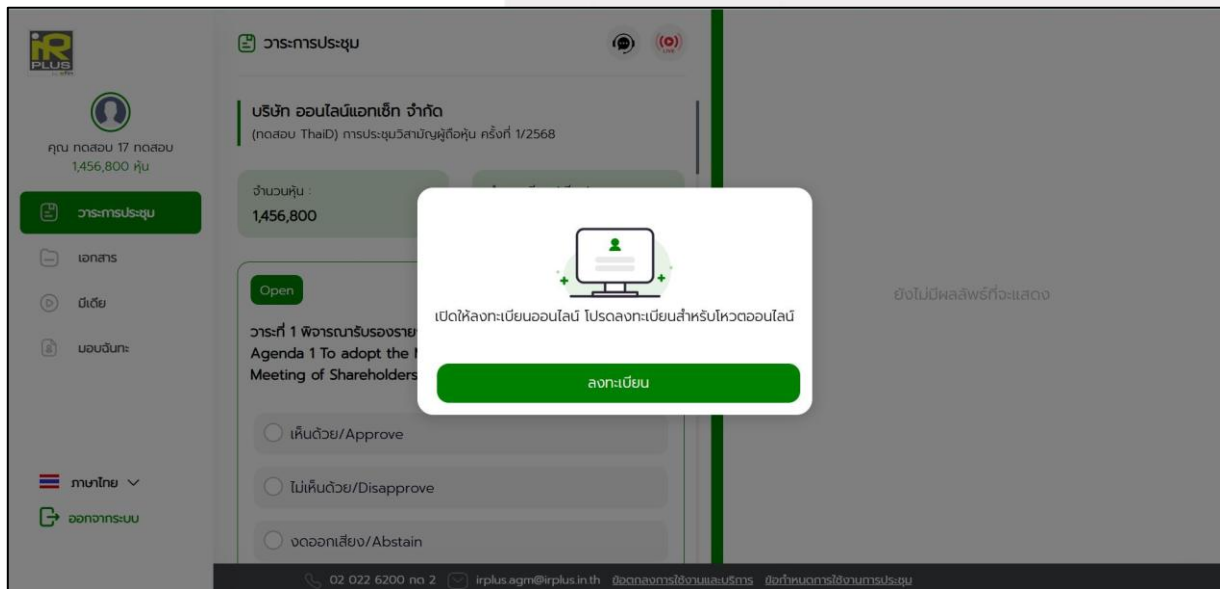 iR
PLUS
คุณ ทดสอบ 17 ทดสอบ
1,456,800 หุ้น
วาระการประชุม
เอกสาร
มีเดีย
มอบฉันทะ
ภาษาไทย
ออกจากระบบ
วาระการประชุม
LIVE
บริษัท ออนไลน์แอทเซ็ท จำกัด
(ทดสอบ ThaiD) การประชุมวิสามัญผู้ถือหุ้น ครั้งที่ 1/2568
จำนวนหุ้น :
1,456,800
Open
วาระที่ 1 พิจารณารับรองราย
Agenda 1 To adopt the
Meeting of Shareholders
เห็นด้วย/Approve
ไม่เห็นด้วย/Disapprove
งดออกเสียง/Abstain
เปิดให้ลงทะเบียนออนไลน์ โปรดลงทะเบียนสำหรับโหวตออนไลน์
ลงทะเบียน
ยังไม่มีผลลัพธ์ที่จะแสดง
02 022 6200 กด 2 irplus.agm@irplus.in.th ข้อตกลงการใช้งานและบริการ ข้อกำหนดการใช้งานการประชุม